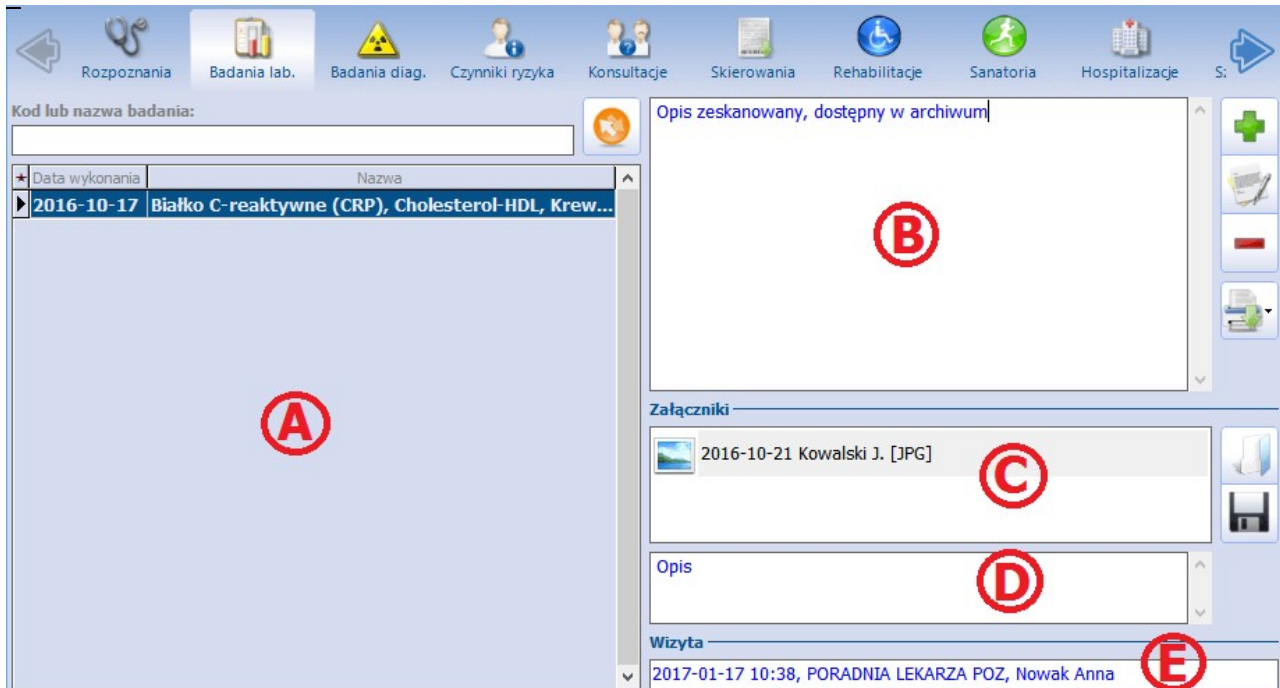 Rozpoznania Badania lab. Badania diag. Czynniki ryzyka Konsultacje Skierowania Rehabilitacje Sanatoria Hospitalizacje
Kod lub nazwa badania:
Data wykonania Nazwa
2016-10-17 Białko C-reaktywne (CRP), Cholesterol-HDL, Krew...
A
Opis zeskanowany, dostępny w archiwum
B
Załączniki
2016-10-21 Kowalski J. [JPG]
C
Opis
D
Wizyta
E
2017-01-17 10:38, PORADNIA LEKARZA POZ, Nowak Anna